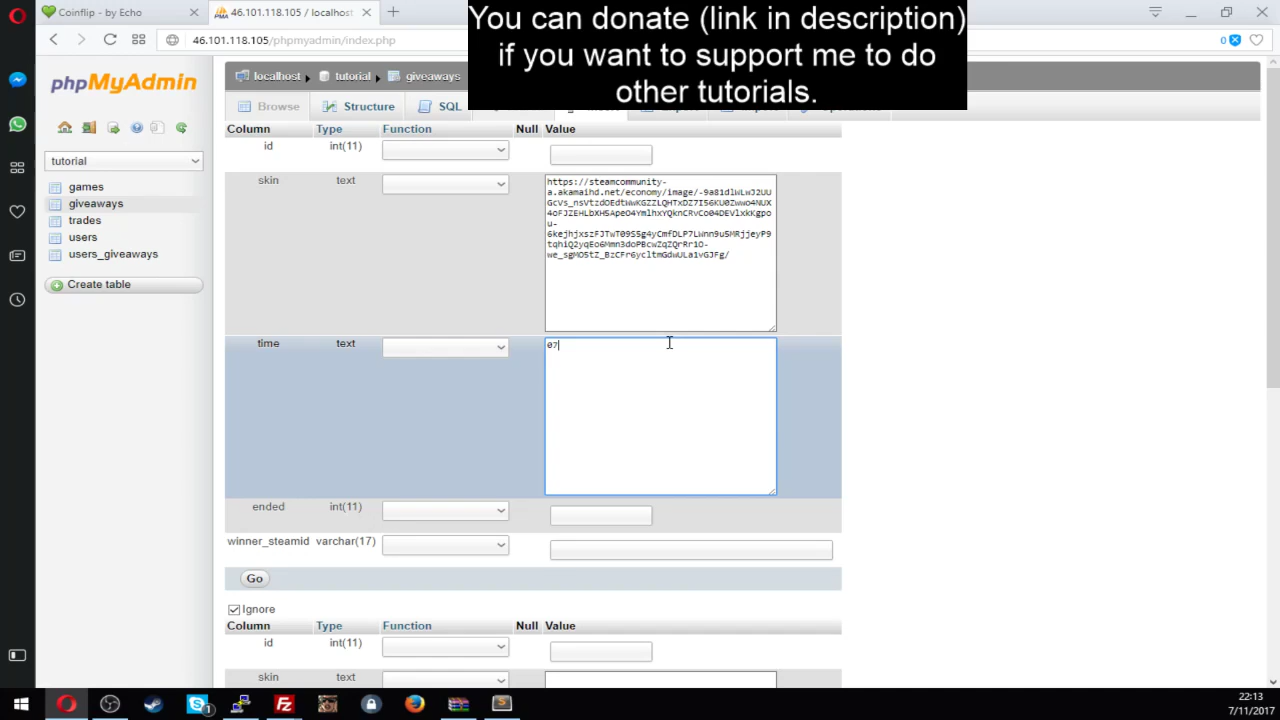 Coinflip by Echo
46.101.118.105 / localhost
You can donate (link in description)
if you want to support me to do
other tutorials.
46.101.118.105/phpmyadmin/index.php
0
phpMyAdmin
localhost
tutorial
giveaways
Browse
Structure
SQL
tutorial
games
giveaways
trades
users
users_giveaways
Create table
Column Type Function Null Value
id int(11)
skin text
https://steamcommunity-
time text
07
ended int(11)
winner_steamid varchar(17)
Go
Ignore
Column Type Function Null Value
id int(11)
skin text
22:13
7/11/2017